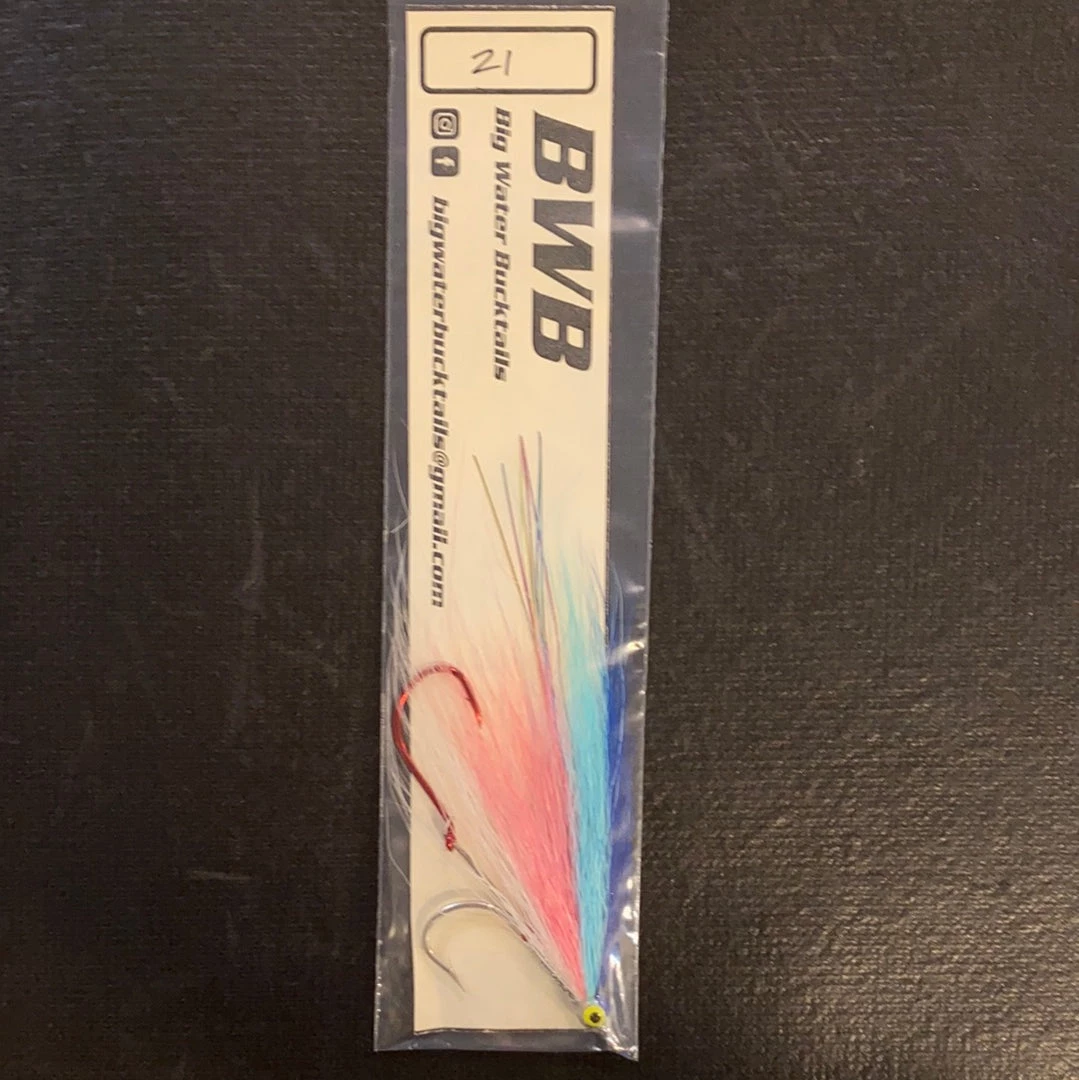 21
BWB
Big Water Bucktails
bigwaterbucktails@gmail.com